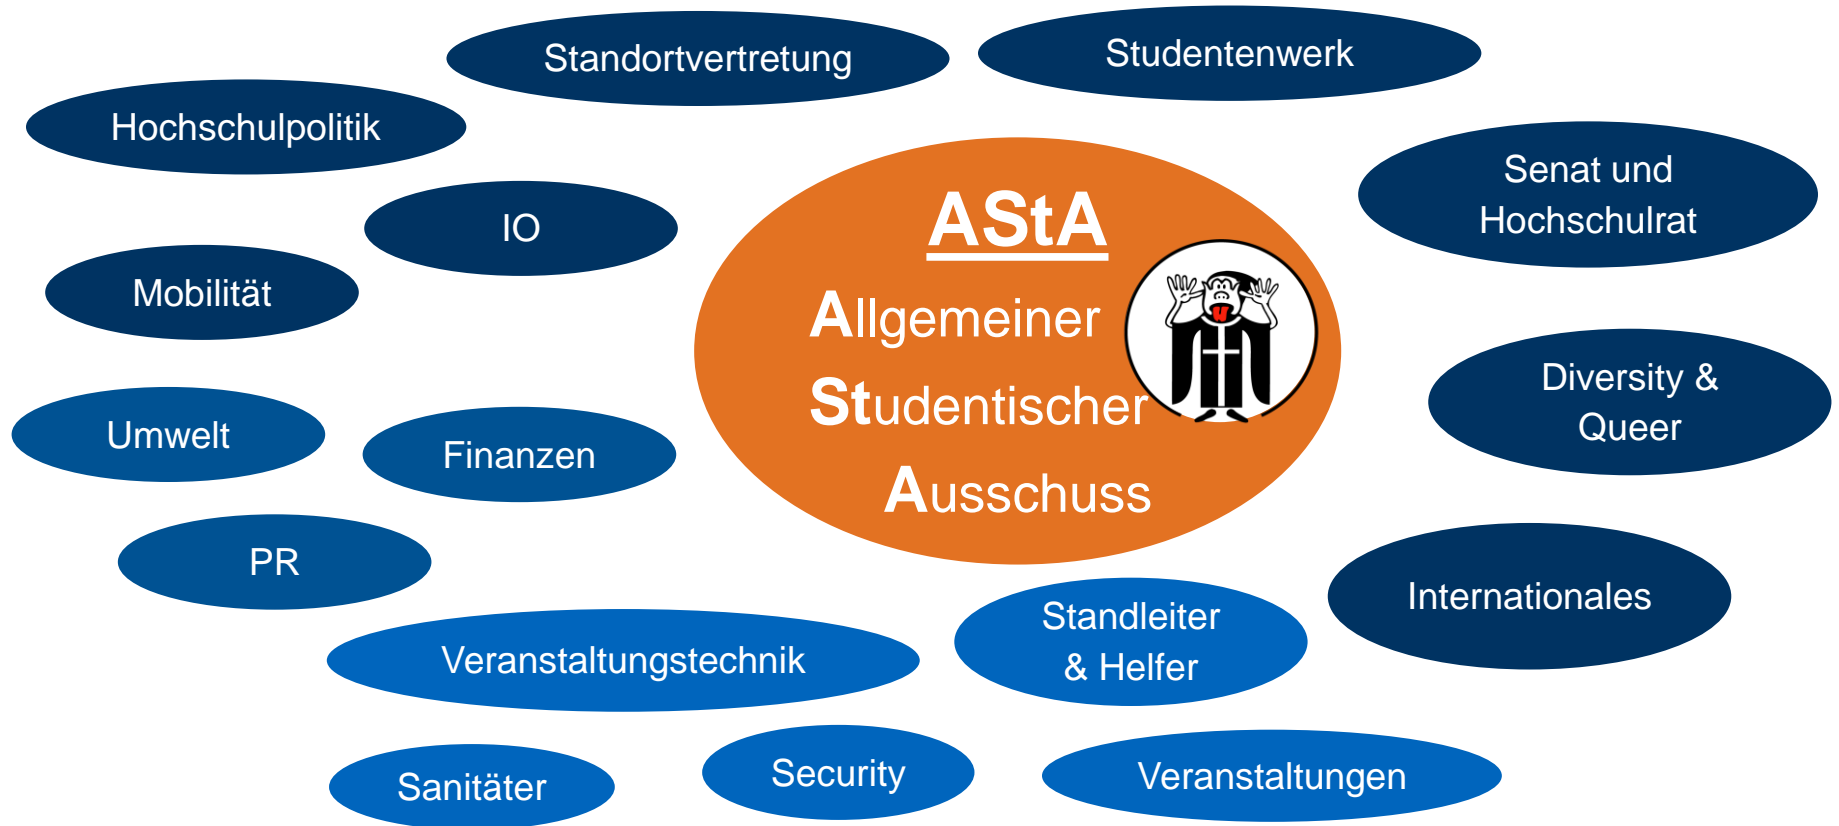 Standortvertretung
Studentenwerk
Hochschulpolitik
Senat und
Hochschulrat
IO
Mobilität
AStA
Allgemeiner
Studentischer
Ausschuss
Diversity &
Queer
Umwelt
Finanzen
PR
Internationales
Standleiter
& Helfer
Veranstaltungstechnik
Sanitäter
Security
Veranstaltungen